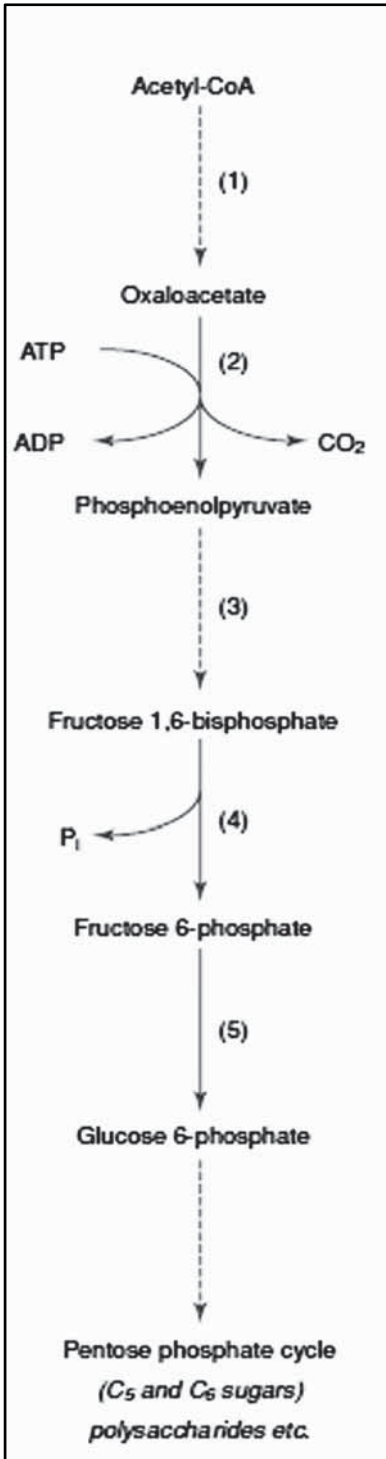 Acetyl-CoA
(1)
Oxaloacetate
ATP
(2)
ADP
CO₂
Phosphoenolpyruvate
(3)
Fructose 1,6-bisphosphate
Pᵢ
(4)
Fructose 6-phosphate
(5)
Glucose 6-phosphate
Pentose phosphate cycle
(C₅ and C₆ sugars)
polysaccharides etc.